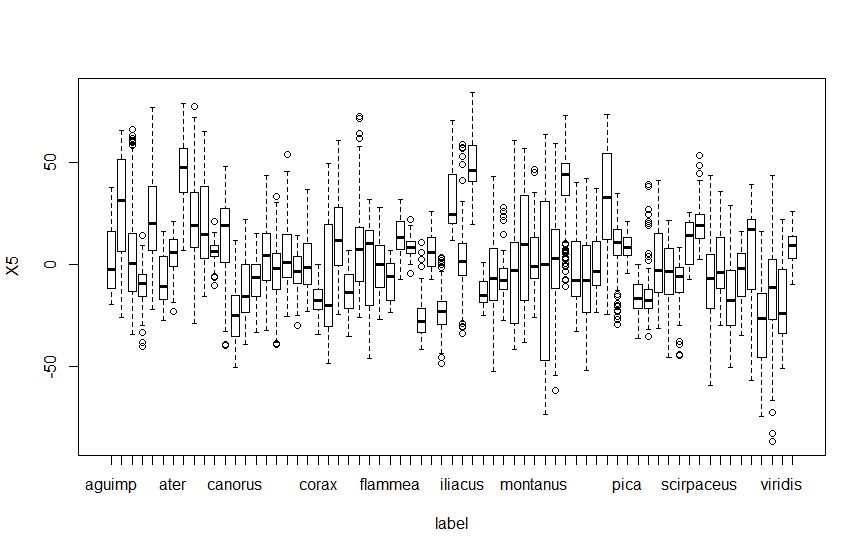 X5
50
0
-50
aguimp ater canorus corax flammea iliacus montanus pica scirpaceus viridis
label